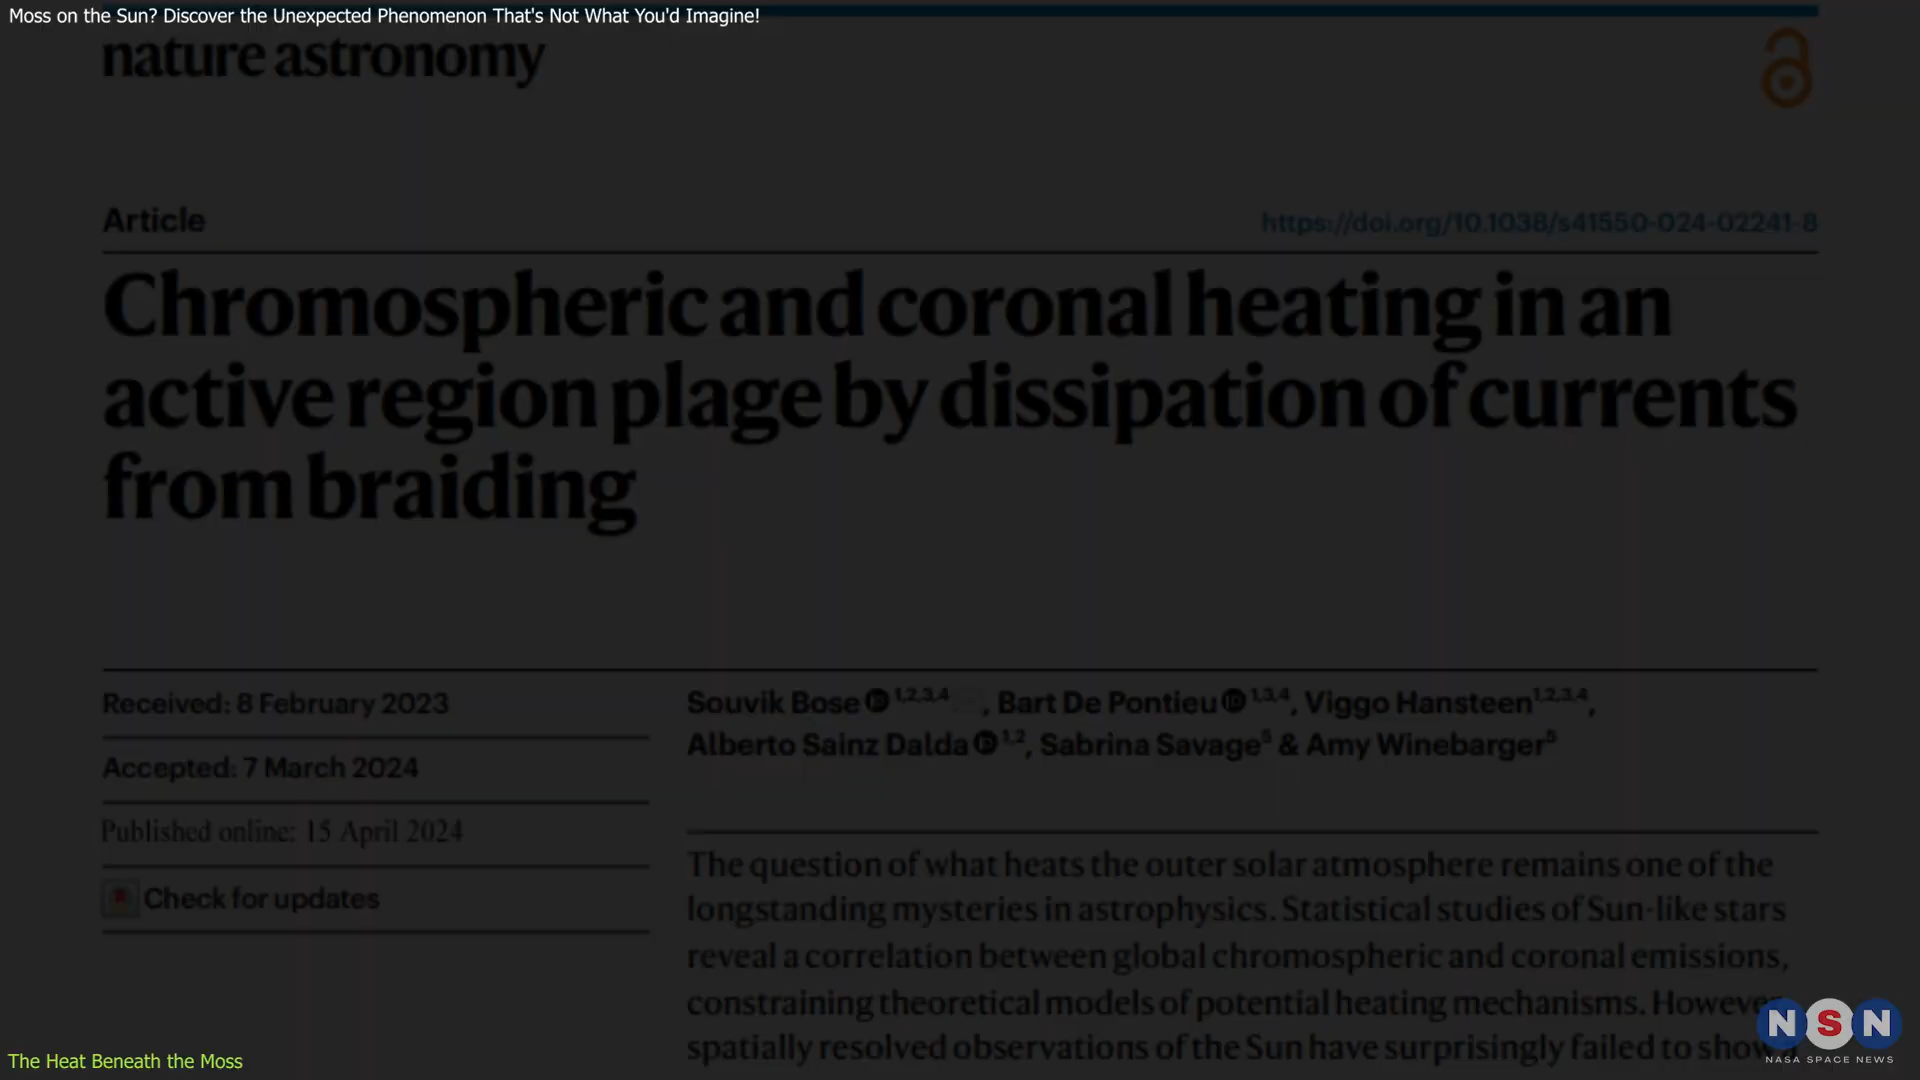 Moss on the Sun? Discover the Unexpected Phenomenon That's Not What You'd Imagine!
nature astronomy
Article
https://doi.org/10.1038/s41550-024-02241-8
Chromospheric and coronal heating in an
active region plage by dissipation of currents
from braiding
Received: 8 February 2023
Accepted: 7 March 2024
Published online: 15 April 2024
Check for updates
Souvik Bose 1,2,3,4, Bart De Pontieu 1,3,4, Viggo Hansteen1,2,3,4,
Alberto Sainz Dalda 1,2, Sabrina Savage5 & Amy Winebarger5
The question of what heats the outer solar atmosphere remains one of the
longstanding mysteries in astrophysics. Statistical studies of Sun-like stars
reveal a correlation between global chromospheric and coronal emissions,
constraining theoretical models of potential heating mechanisms. However
spatially resolved observations of the Sun have surprisingly failed to show
NSN
NASA SPACE NEWS
The Heat Beneath the Moss